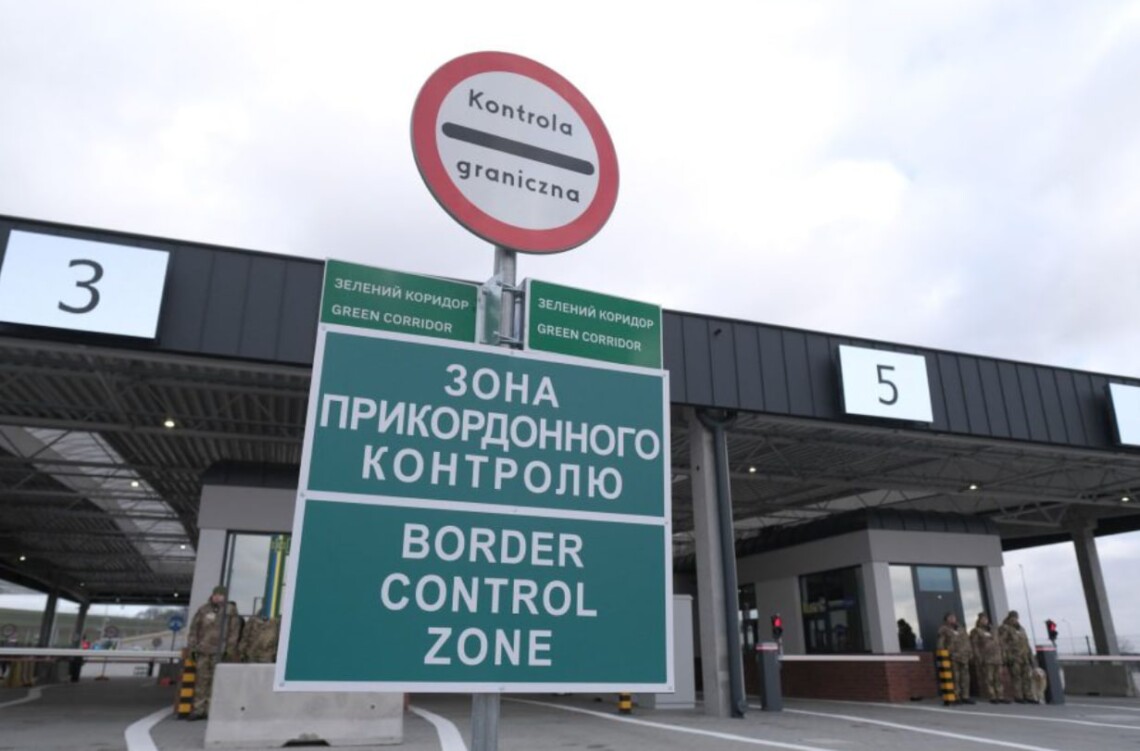 Kontrola
graniczna
3
ЗЕЛЕНИЙ КОРИДОР
GREEN CORRIDOR
ЗЕЛЕНИЙ КОРИДОР
GREEN CORRIDOR
ЗОНА
ПРИКОРДОННОГО
КОНТРОЛЮ
5
BORDER
CONTROL
ZONE